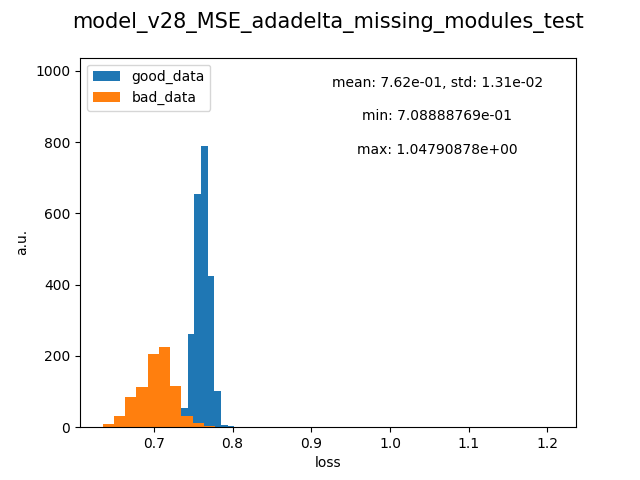 model_v28_MSE_adadelta_missing_modules_test
good_data
bad_data
mean: 7.62e-01, std: 1.31e-02
min: 7.08888769e-01
max: 1.04790878e+00
1000
800
600
400
200
0
a.u.
0.7 0.8 0.9 1.0 1.1 1.2
loss